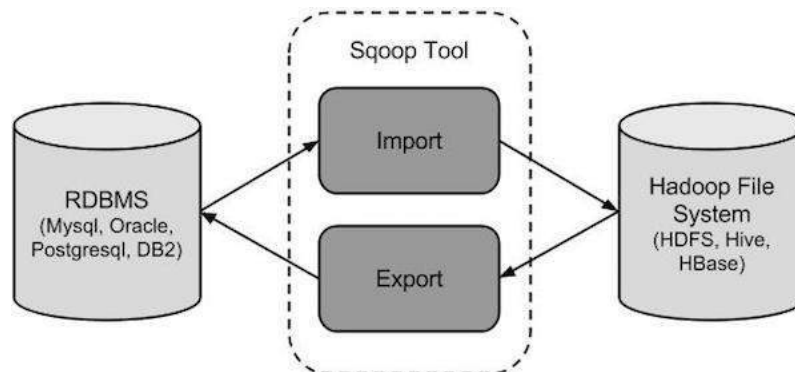 Sqoop Tool
Import
RDBMS
(Mysql, Oracle,
Postgresql, DB2)
Hadoop File
System
(HDFS, Hive,
HBase)
Export